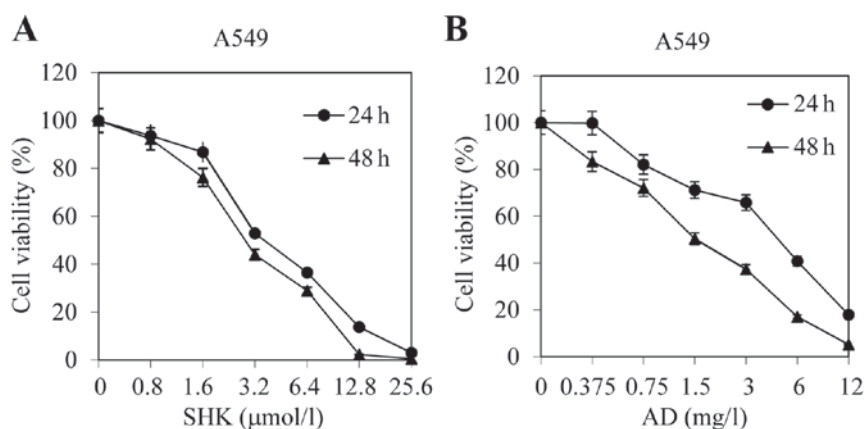 A
A549
Cell viability (%)
120
100
80
60
40
20
0
24 h
48 h
0 0.8 1.6 3.2 6.4 12.8 25.6
SHK (μmol/l)
B
A549
Cell viability (%)
120
100
80
60
40
20
0
24 h
48 h
0 0.375 0.75 1.5 3 6 12
AD (mg/l)